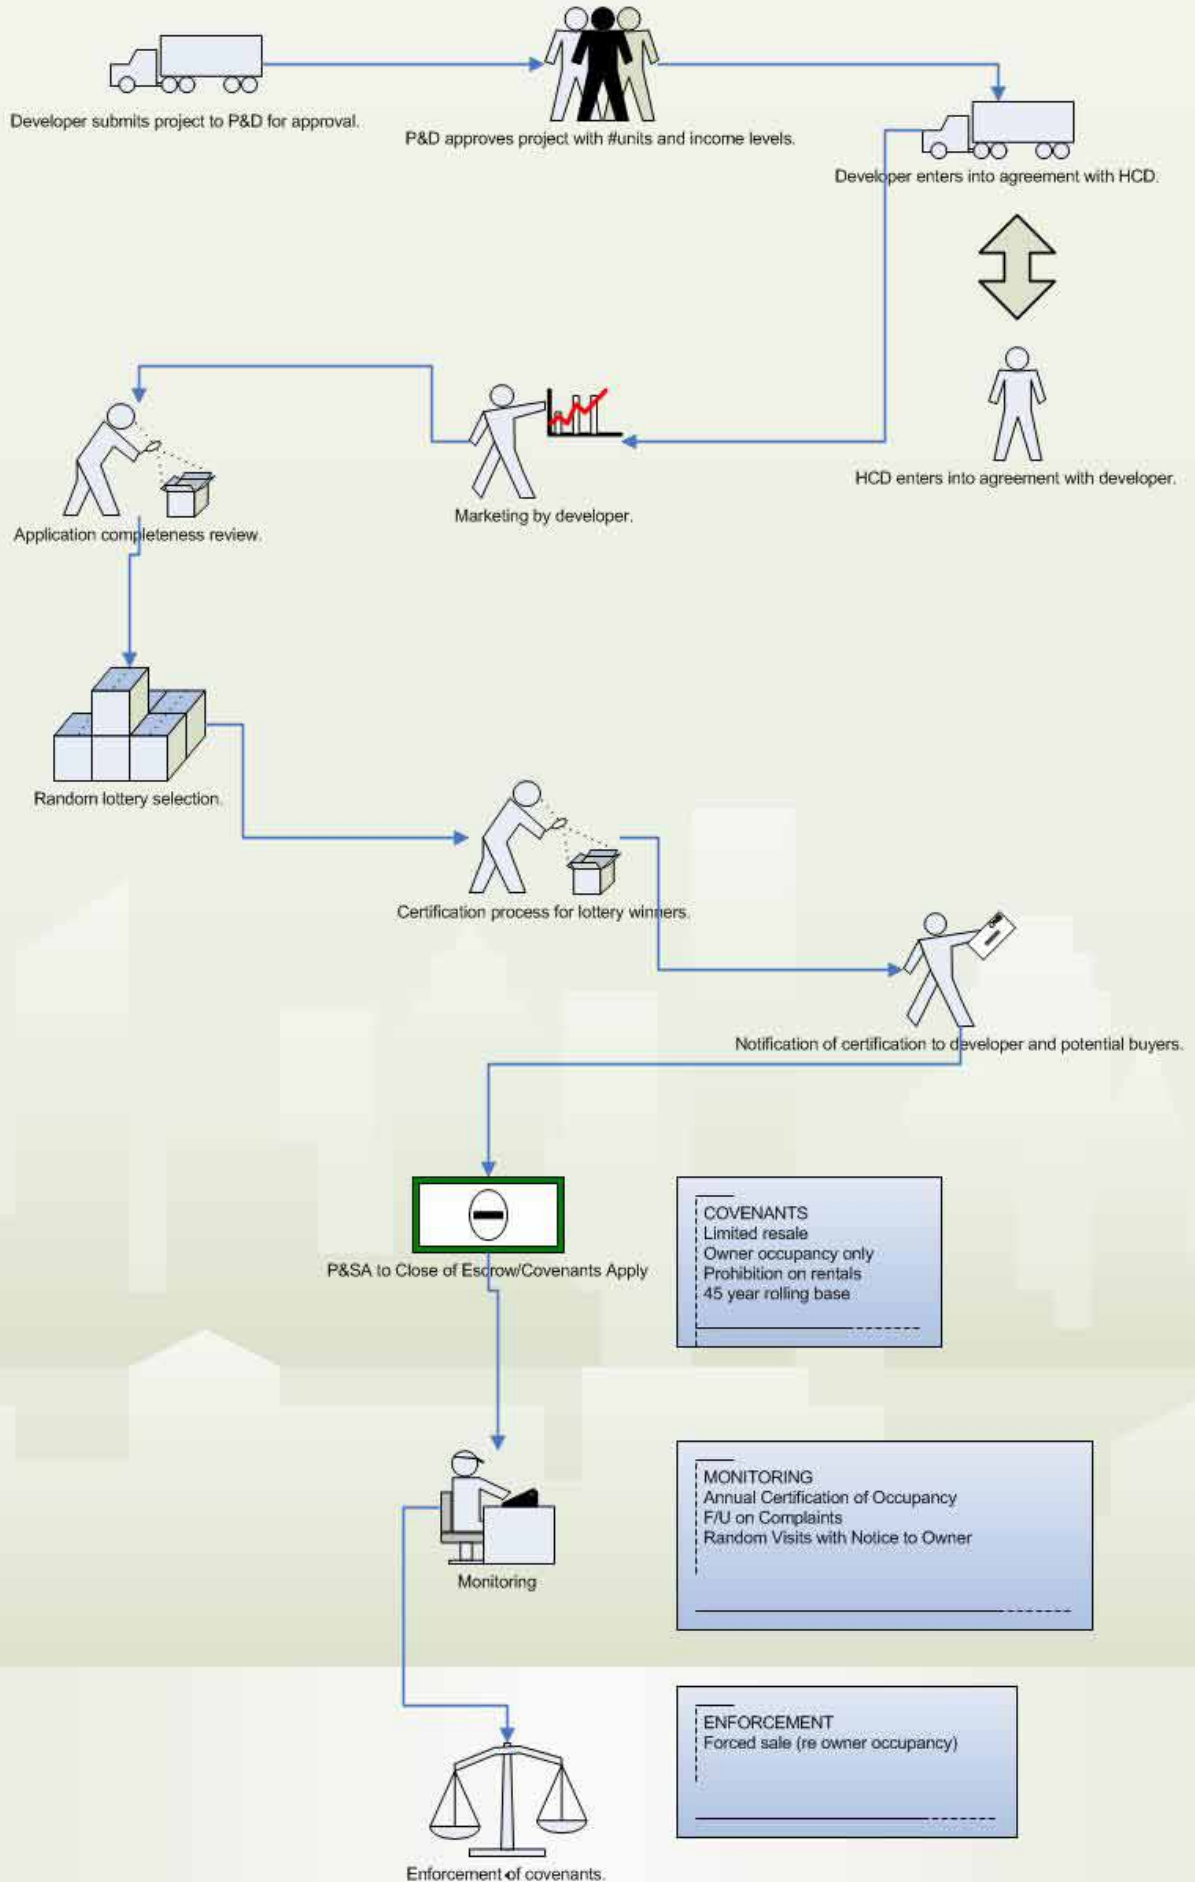 Developer submits project to P&D for approval.
P&D approves project with #units and income levels.
Developer enters into agreement with HCD.
HCD enters into agreement with developer.
Marketing by developer.
Application completeness review.
Random lottery selection.
Certification process for lottery winners.
Notification of certification to developer and potential buyers.
P&SA to Close of Escrow/Covenants Apply
COVENANTS
Limited resale
Owner occupancy only
Prohibition on rentals
45 year rolling base
Monitoring
MONITORING
Annual Certification of Occupancy
F/U on Complaints
Random Visits with Notice to Owner
ENFORCEMENT
Forced sale (re owner occupancy)
Enforcement of covenants.